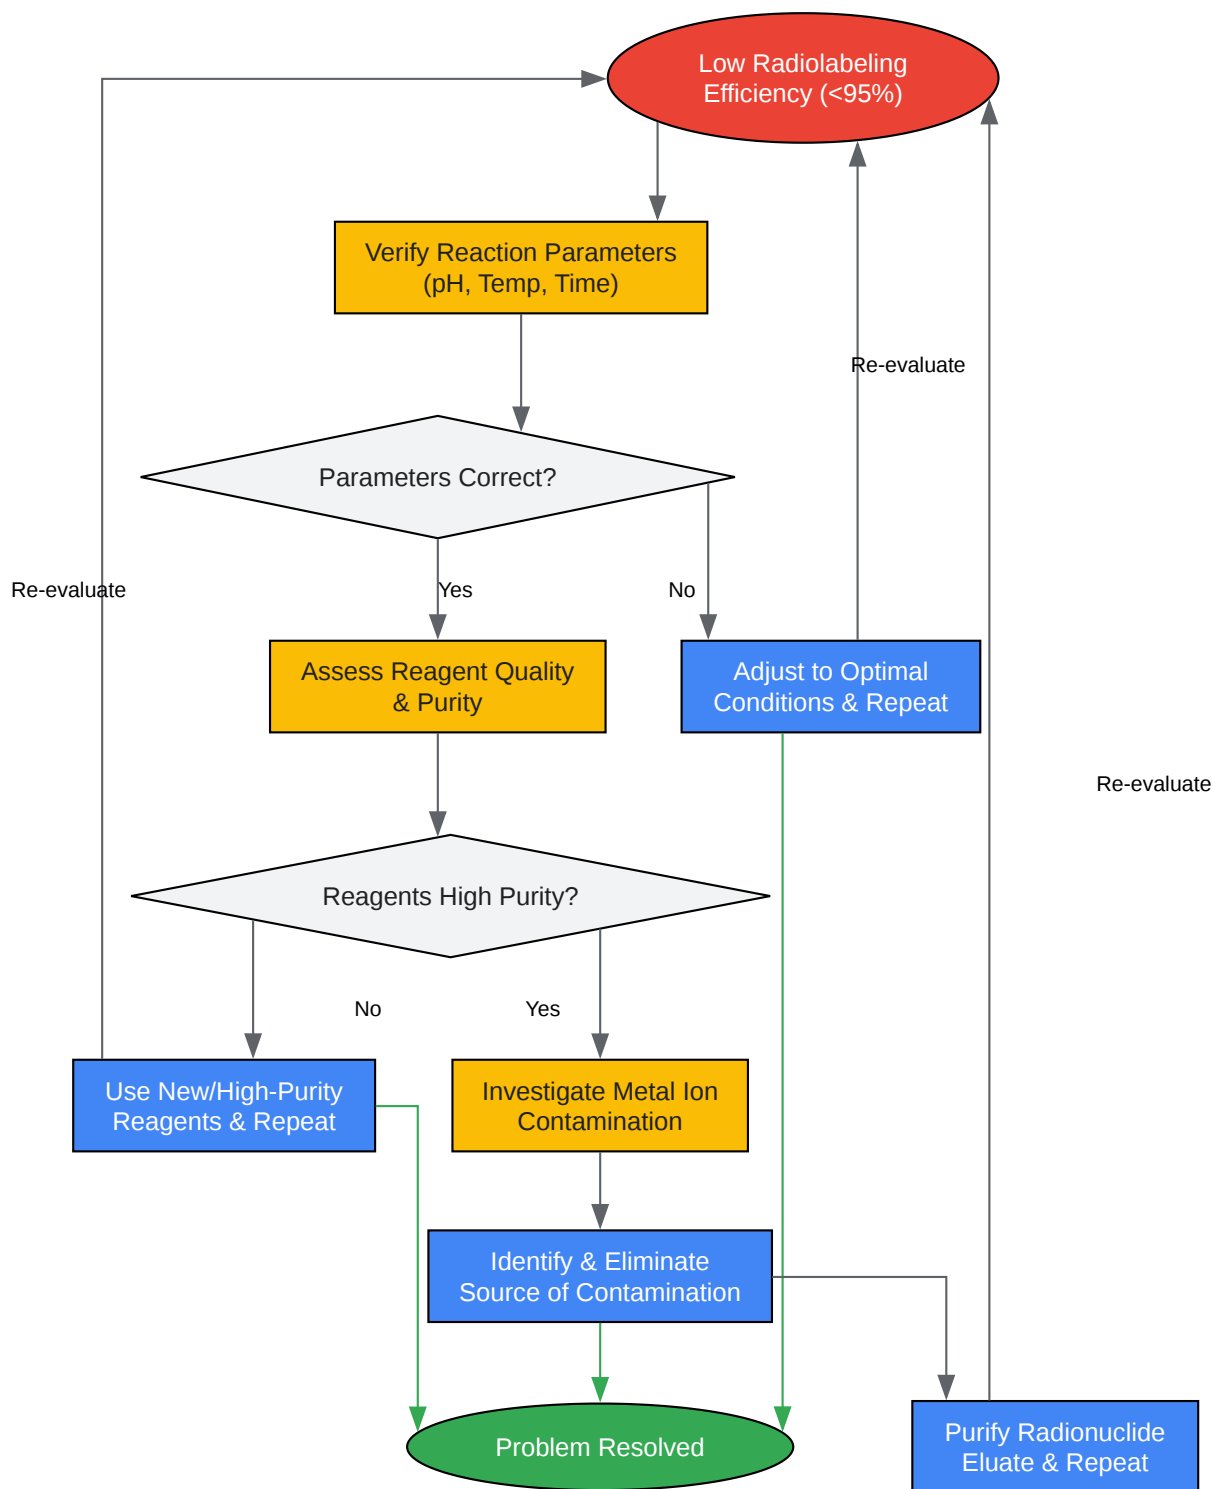 Low Radiolabeling
Efficiency (<95%)
Verify Reaction Parameters
(pH, Temp, Time)
Re-evaluate
Parameters Correct?
Re-evaluate
Yes
No
Assess Reagent Quality
& Purity
Adjust to Optimal
Conditions & Repeat
Re-evaluate
Reagents High Purity?
No
Yes
Use New/High-Purity
Reagents & Repeat
Investigate Metal Ion
Contamination
Identify & Eliminate
Source of Contamination
Problem Resolved
Purify Radionuclide
Eluate & Repeat